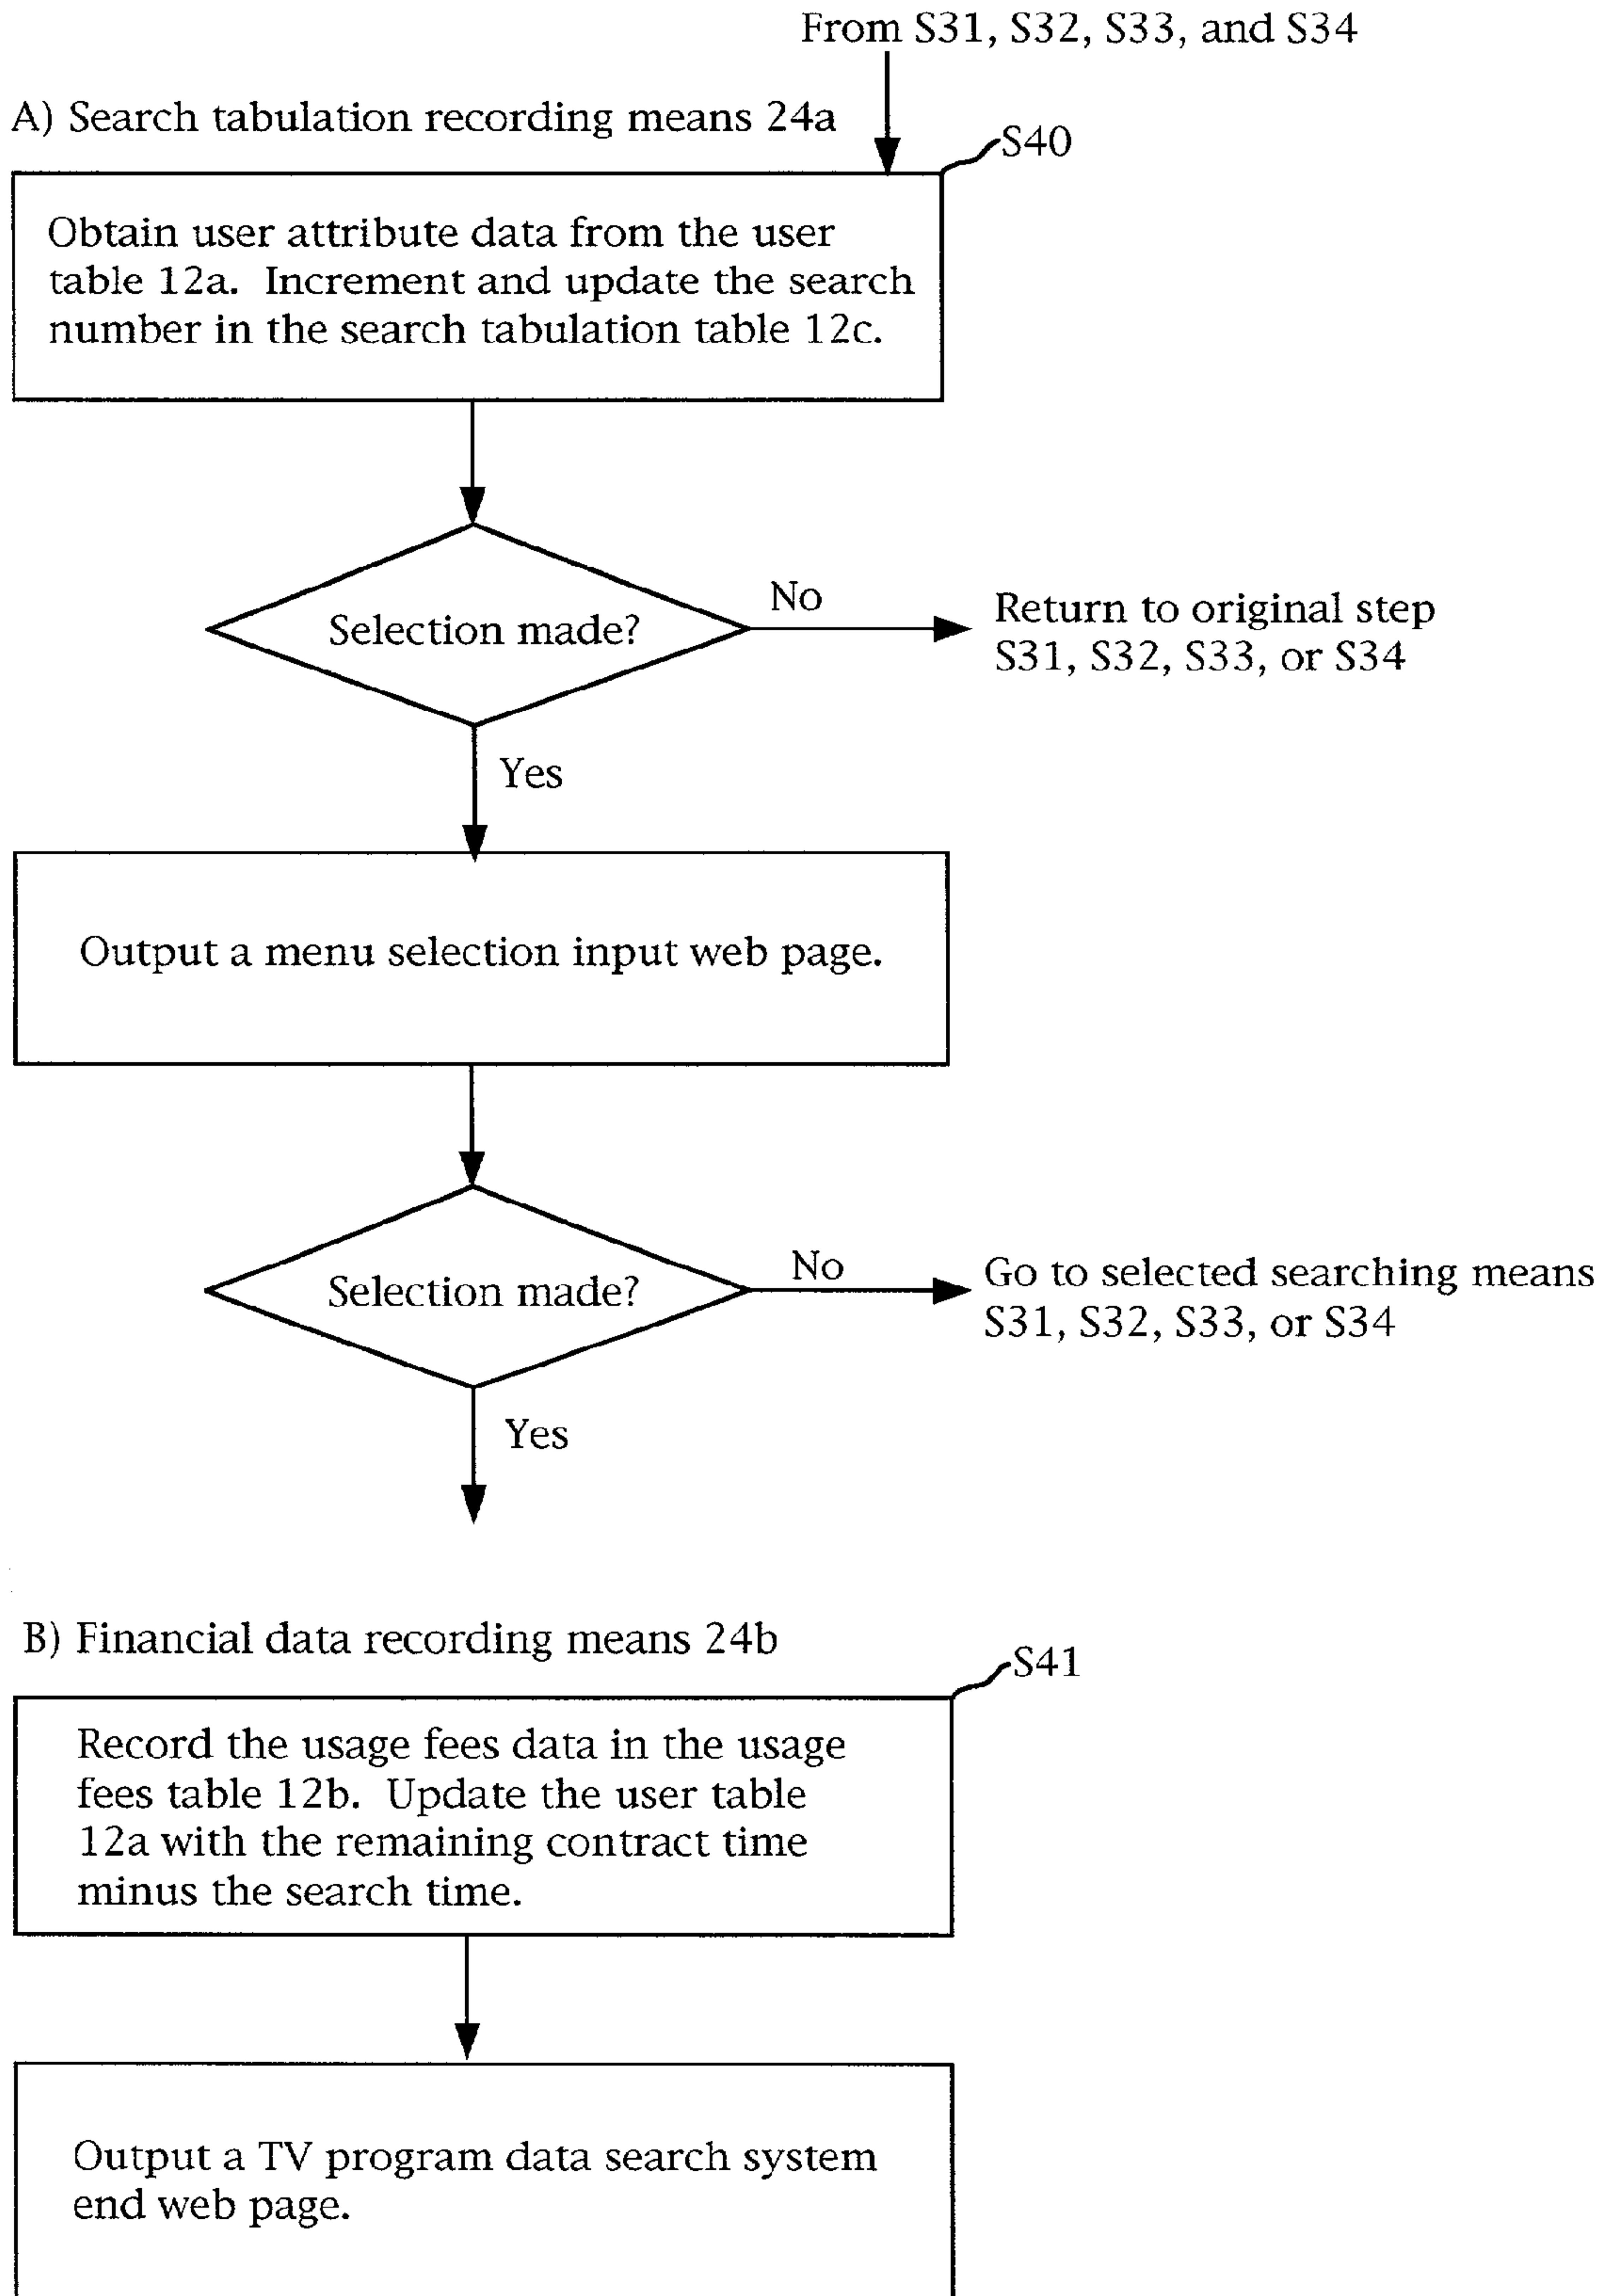 From S31, S32, S33, and S34
A) Search tabulation recording means 24a
S40
Obtain user attribute data from the user
table 12a. Increment and update the search
number in the search tabulation table 12c.
Selection made?
No
Return to original step
S31, S32, S33, or S34
Yes
Output a menu selection input web page.
Selection made?
No
Go to selected searching means
S31, S32, S33, or S34
Yes
B) Financial data recording means 24b
S41
Record the usage fees data in the usage
fees table 12b. Update the user table
12a with the remaining contract time
minus the search time.
Output a TV program data search system
end web page.